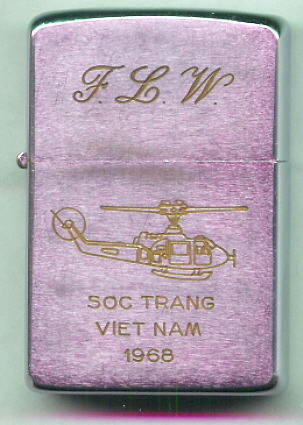 F. L. W.
SOC TRANG
VIET NAM
1968